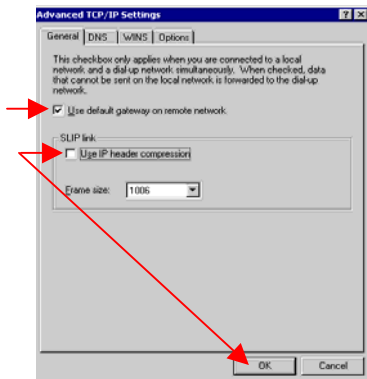 Advanced TCP/IP Settings
General DNS WINS Options
This checkbox only applies when you are connected to a local
network and a dial-up network simultaneously. When checked, data
that cannot be sent on the local network is forwarded to the dial-up
network.
Use default gateway on remote network
SLIP link
Use IP header compression
Frame size: 1006
OK Cancel